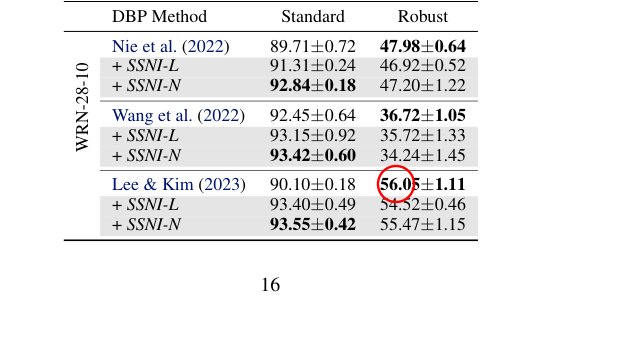 DBP Method Standard Robust
WRN-28-10
Nie et al. (2022) 89.71±0.72 47.98±0.64
+ SSNI-L 91.31±0.24 46.92±0.52
+ SSNI-N 92.84±0.18 47.20±1.22
Wang et al. (2022) 92.45±0.64 36.72±1.05
+ SSNI-L 93.15±0.92 35.72±1.33
+ SSNI-N 93.42±0.60 34.24±1.45
Lee & Kim (2023) 90.10±0.18 56.05±1.11
+ SSNI-L 93.40±0.49 54.52±0.46
+ SSNI-N 93.55±0.42 55.47±1.15
16